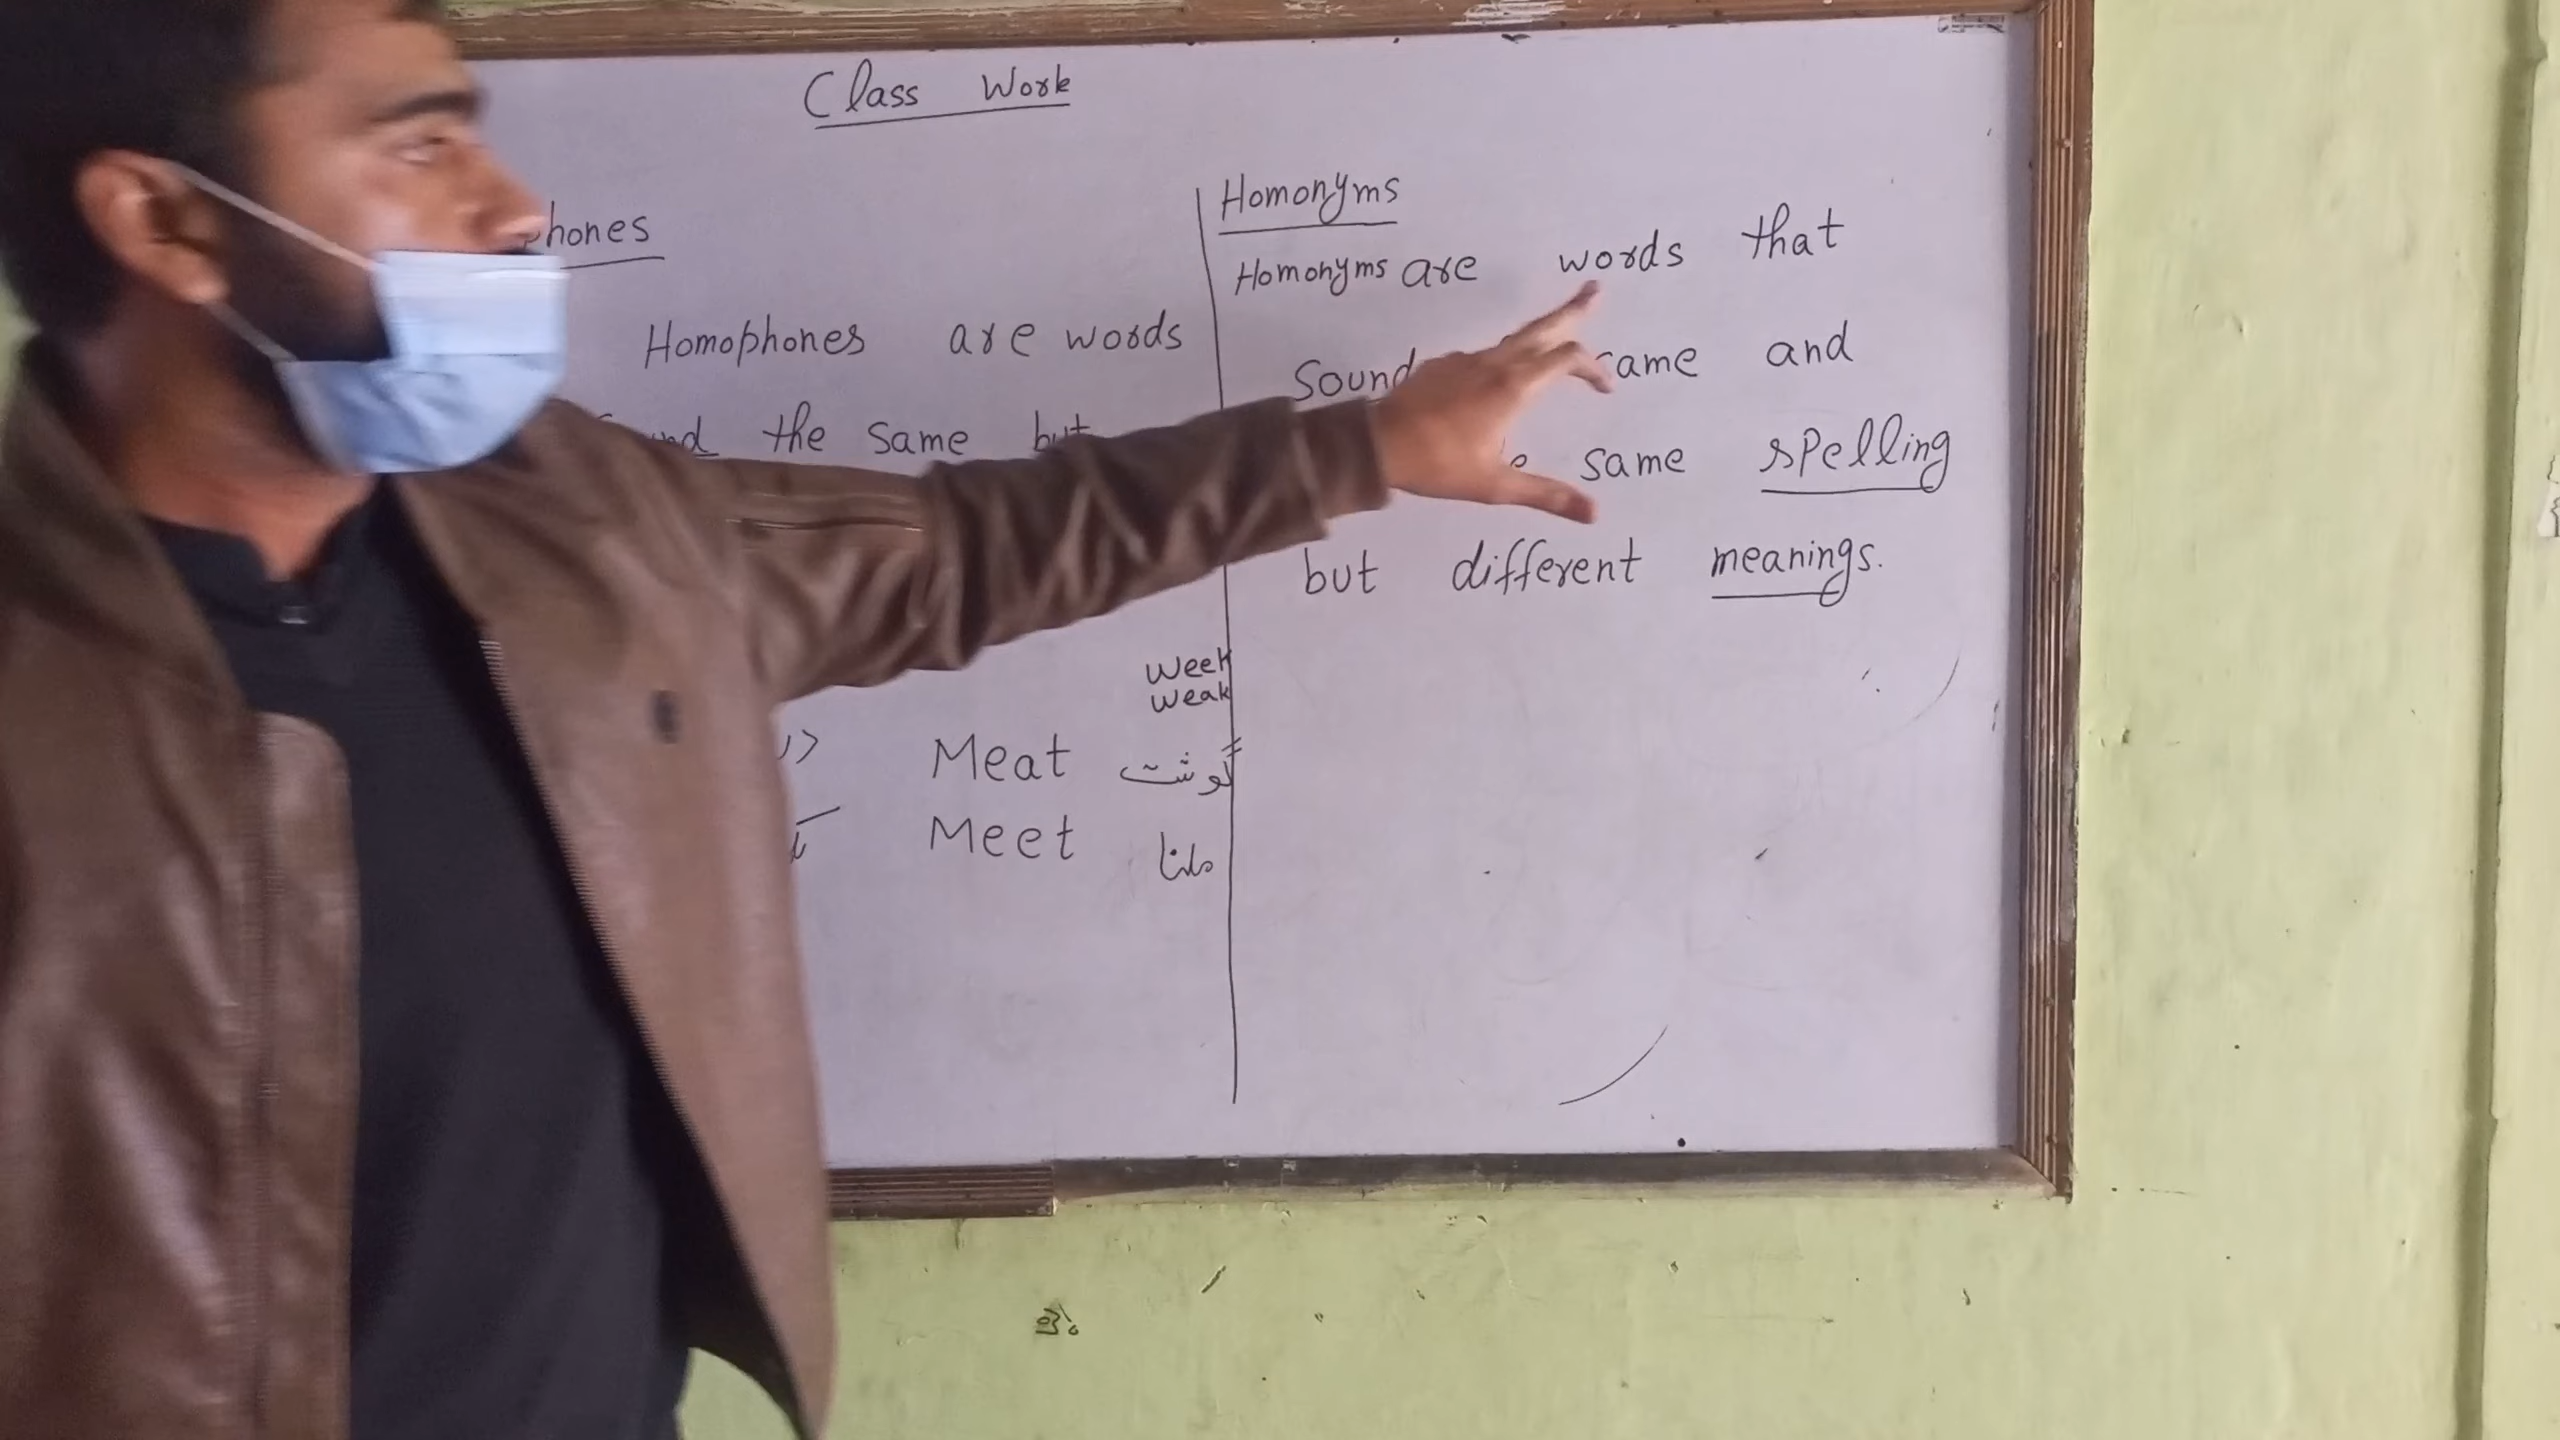 Class Work
hones
Homophones are words
the same but
Week
weak
Meat گوشت
Meet ملنا
Homonyms
Homonyms are words that
Sound same and
same spelling
but different meanings.